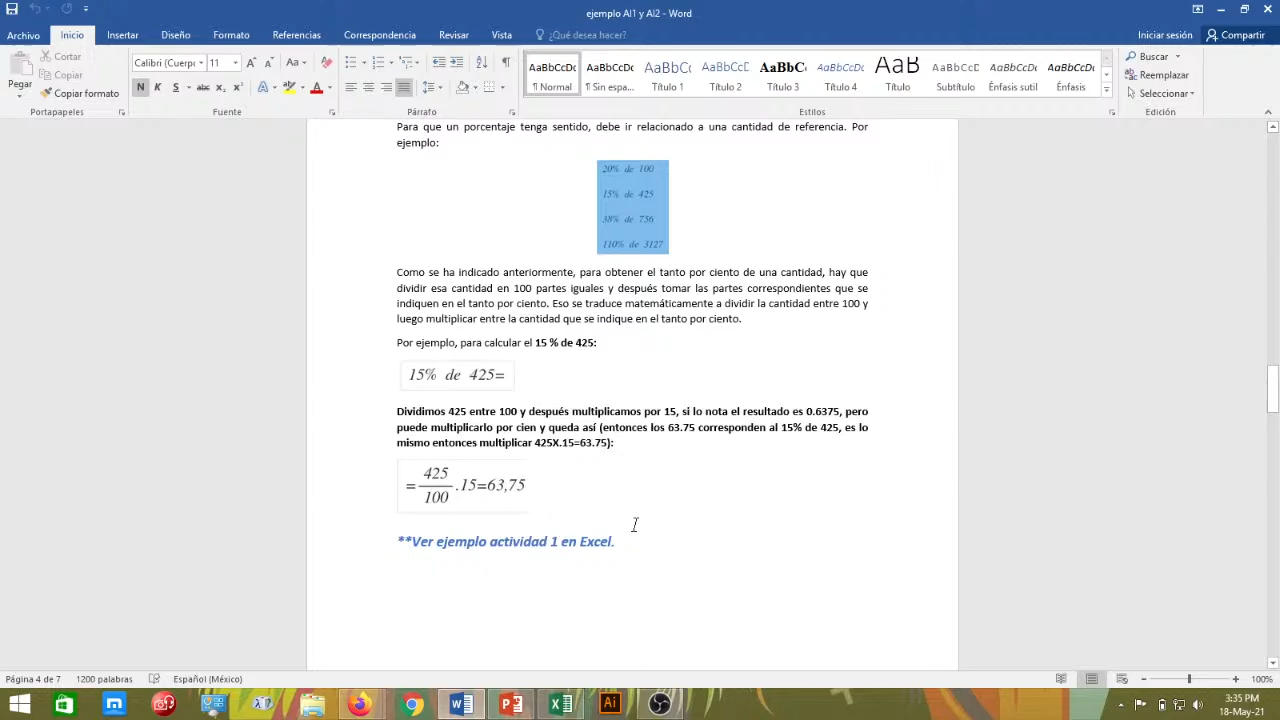 ejemplo AI1 y AI2 - Word
Archivo Inicio Insertar Diseño Formato Referencias Correspondencia Revisar Vista ¿Qué desea hacer? Iniciar sesión Compartir
Pegar
Cortar
Copiar
Copiar formato
Portapapeles
Calibri (Cuerpo 11
Fuente
Párrafo
AaBbCcDc AaBbCcDc AaBbCc AaBbCcD AaBbC AaBbCcDc AaB AaBbCcD AaBbCcDc AaBbCcDc
¶ Normal ¶ Sin espa... Título 1 Título 2 Título 3 Título 4 Título Subtítulo Énfasis sutil Énfasis
Estilos
Buscar
Reemplazar
Seleccionar
Edición
Para que un porcentaje tenga sentido, debe ir relacionado a una cantidad de referencia. Por
ejemplo:
20% de 100
15% de 425
38% de 756
110% de 3127
Como se ha indicado anteriormente, para obtener el tanto por ciento de una cantidad, hay que
dividir esa cantidad en 100 partes iguales y después tomar las partes correspondientes que se
indiquen en el tanto por ciento. Eso se traduce matemáticamente a dividir la cantidad entre 100 y
luego multiplicar entre la cantidad que se indique en el tanto por ciento.
Por ejemplo, para calcular el 15 % de 425:
15% de 425=
Dividimos 425 entre 100 y después multiplicamos por 15, si lo nota el resultado es 0.6375, pero
puede multiplicarlo por cien y queda así (entonces los 63.75 corresponden al 15% de 425, es lo
mismo entonces multiplicar 425X.15=63.75):
= 425/100 .15=63,75
**Ver ejemplo actividad 1 en Excel.
Página 4 de 7 1200 palabras Español (México) 100%
3:35 PM
18-May-21